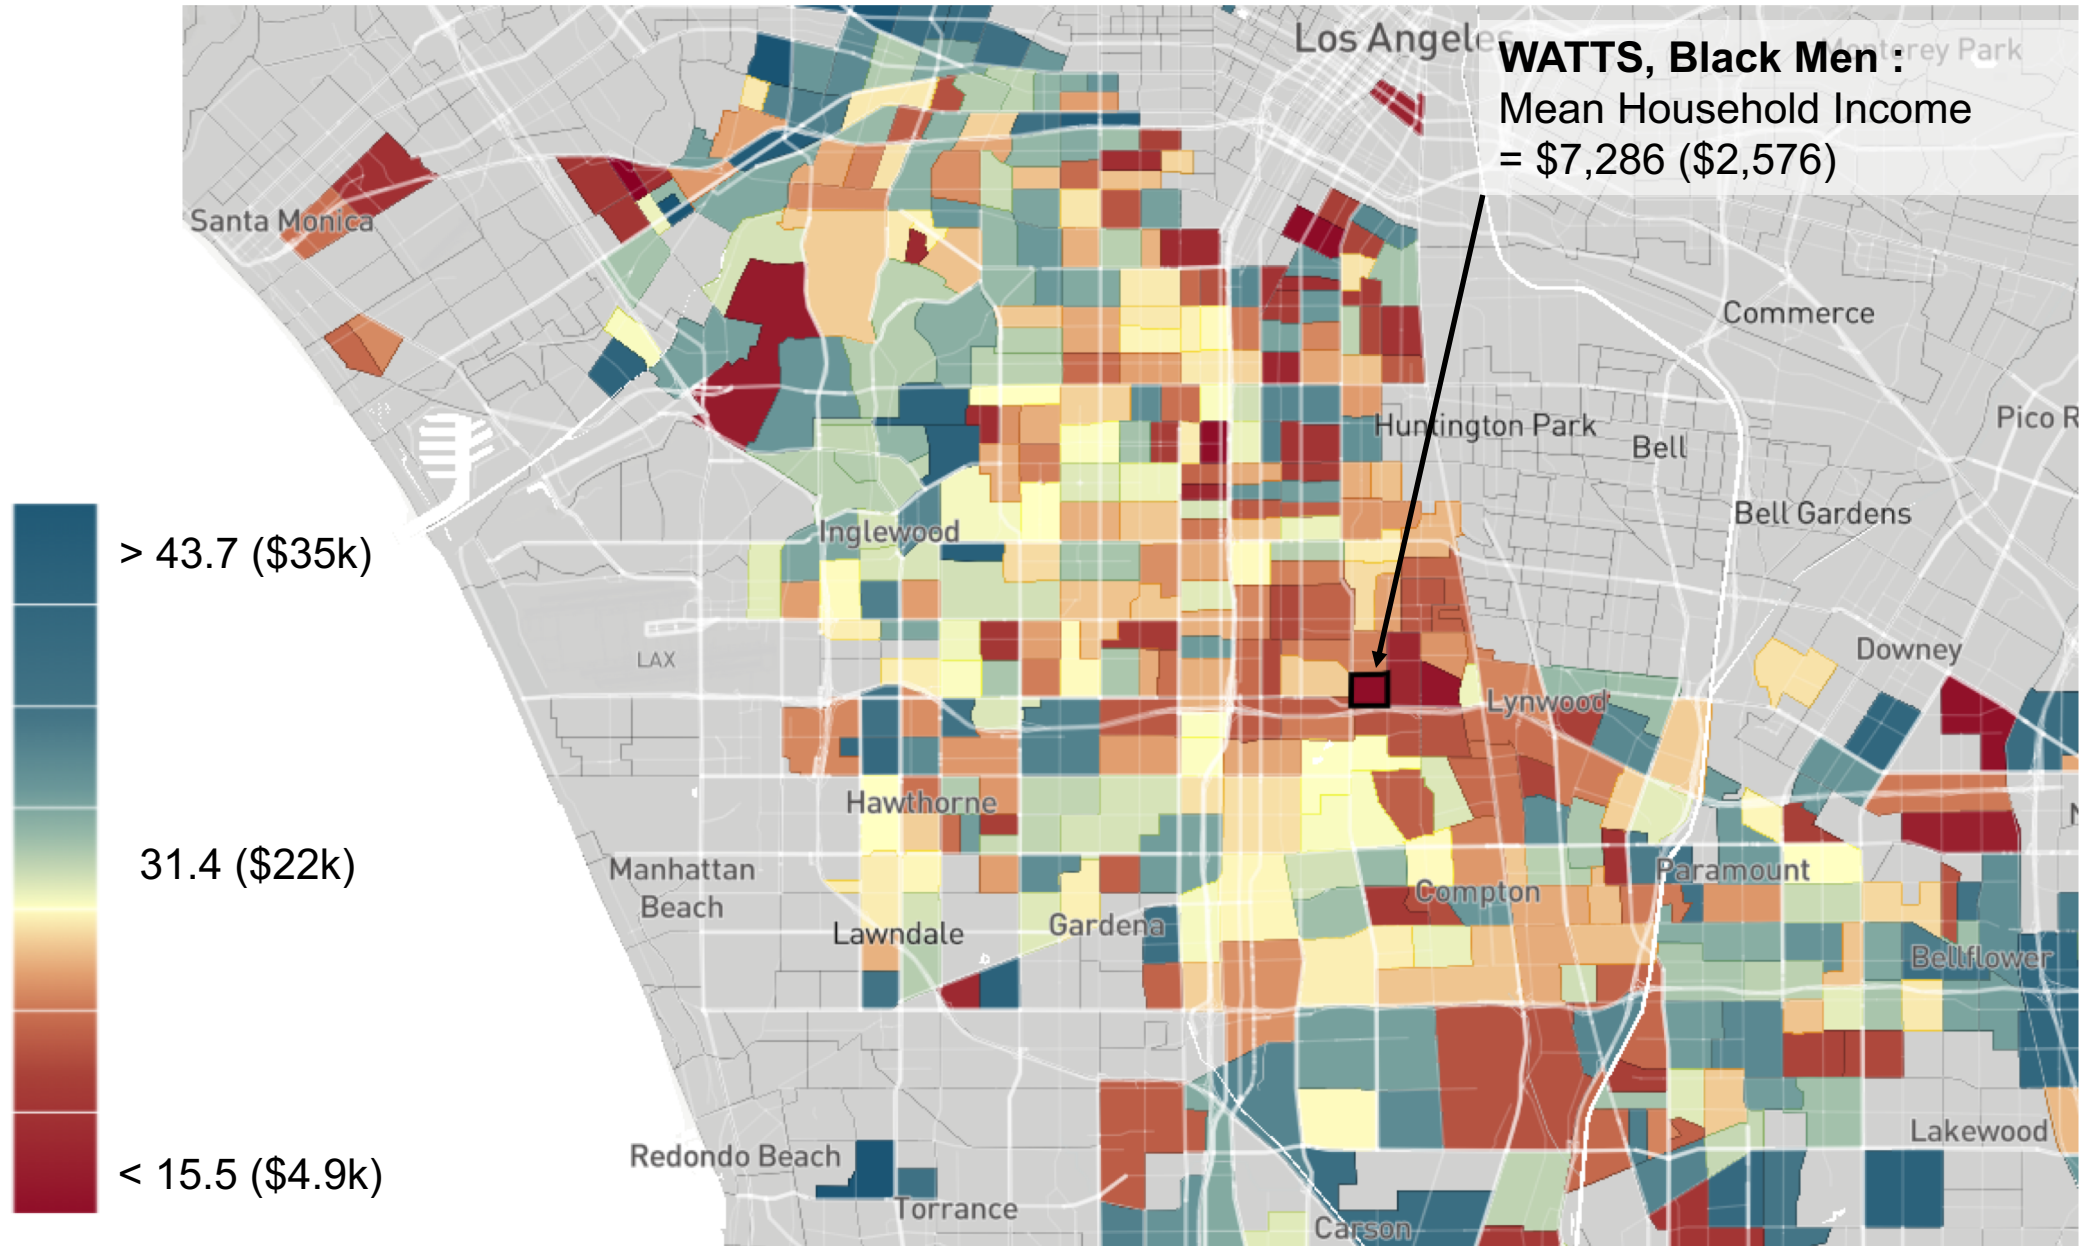 Los Angeles
Monterey Park
WATTS, Black Men :
Mean Household Income
= $7,286 ($2,576)
Santa Monica
Commerce
Pico R
Huntington Park
Bell
Bell Gardens
Inglewood
> 43.7 ($35k)
LAX
Downey
Lynwood
Hawthorne
31.4 ($22k)
Manhattan
Beach
Paramount
Compton
Gardena
Lawndale
Bellflower
Lakewood
Redondo Beach
< 15.5 ($4.9k)
Torrance
Carson